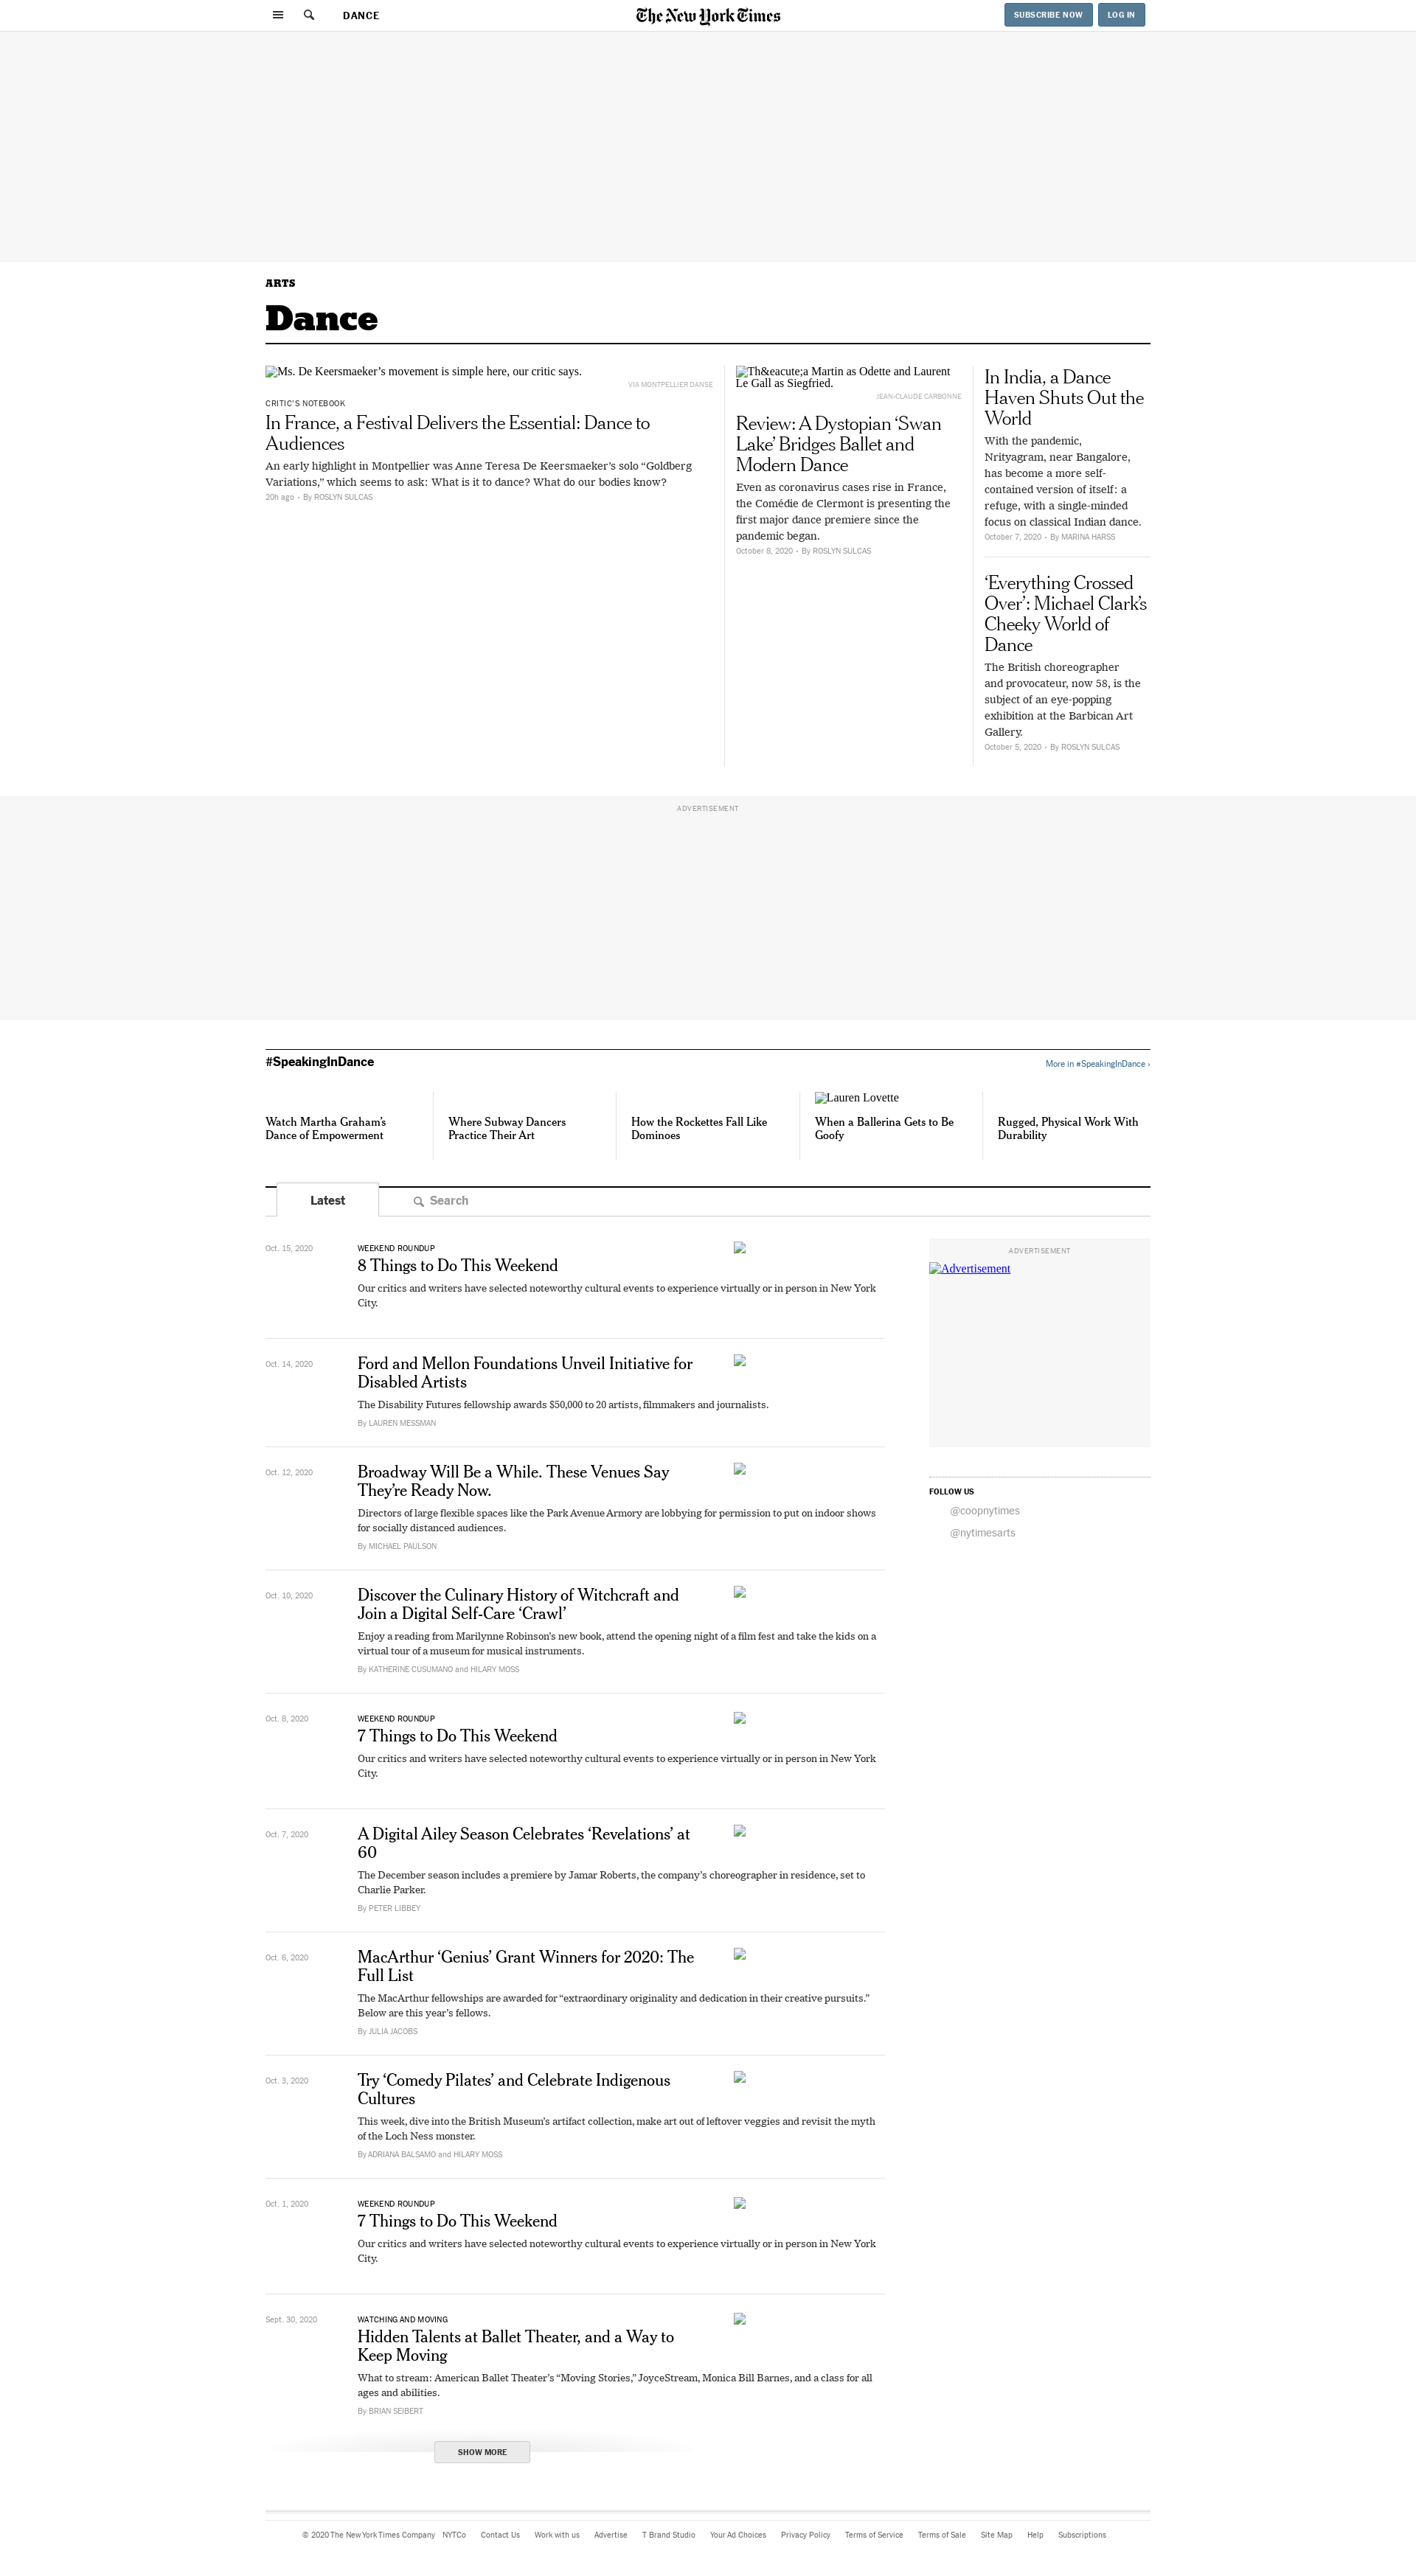 DANCE
The New York Times
SUBSCRIBE NOW
LOG IN
ARTS
Dance
Ms. De Keersmaeker’s movement is simple here, our critic says.
VIA MONTPELLIER DANSE
CRITIC’S NOTEBOOK
In France, a Festival Delivers the Essential: Dance to
Audiences
An early highlight in Montpellier was Anne Teresa De Keersmaeker’s solo “Goldberg
Variations,” which seems to ask: What is it to dance? What do our bodies know?
20h ago • By ROSLYN SULCAS
Th&eacute;a Martin as Odette and Laurent
Le Gall as Siegfried.
JEAN-CLAUDE CARBONNE
Review: A Dystopian ‘Swan
Lake’ Bridges Ballet and
Modern Dance
Even as coronavirus cases rise in France,
the Comédie de Clermont is presenting the
first major dance premiere since the
pandemic began.
October 8, 2020 • By ROSLYN SULCAS
In India, a Dance
Haven Shuts Out the
World
With the pandemic,
Nrityagram, near Bangalore,
has become a more self-
contained version of itself: a
refuge, with a single-minded
focus on classical Indian dance.
October 7, 2020 • By MARINA HARSS
‘Everything Crossed
Over’: Michael Clark’s
Cheeky World of
Dance
The British choreographer
and provocateur, now 58, is the
subject of an eye-popping
exhibition at the Barbican Art
Gallery.
October 5, 2020 • By ROSLYN SULCAS
ADVERTISEMENT
#SpeakingInDance
More in #SpeakingInDance ›
Watch Martha Graham’s
Dance of Empowerment
Where Subway Dancers
Practice Their Art
How the Rockettes Fall Like
Dominoes
Lauren Lovette
When a Ballerina Gets to Be
Goofy
Rugged, Physical Work With
Durability
Latest
Search
Oct. 15, 2020
WEEKEND ROUNDUP
8 Things to Do This Weekend
Our critics and writers have selected noteworthy cultural events to experience virtually or in person in New York
City.
Oct. 14, 2020
Ford and Mellon Foundations Unveil Initiative for
Disabled Artists
The Disability Futures fellowship awards $50,000 to 20 artists, filmmakers and journalists.
By LAUREN MESSMAN
Oct. 12, 2020
Broadway Will Be a While. These Venues Say
They’re Ready Now.
Directors of large flexible spaces like the Park Avenue Armory are lobbying for permission to put on indoor shows
for socially distanced audiences.
By MICHAEL PAULSON
Oct. 10, 2020
Discover the Culinary History of Witchcraft and
Join a Digital Self-Care ‘Crawl’
Enjoy a reading from Marilynne Robinson’s new book, attend the opening night of a film fest and take the kids on a
virtual tour of a museum for musical instruments.
By KATHERINE CUSUMANO and HILARY MOSS
Oct. 8, 2020
WEEKEND ROUNDUP
7 Things to Do This Weekend
Our critics and writers have selected noteworthy cultural events to experience virtually or in person in New York
City.
Oct. 7, 2020
A Digital Ailey Season Celebrates ‘Revelations’ at
60
The December season includes a premiere by Jamar Roberts, the company’s choreographer in residence, set to
Charlie Parker.
By PETER LIBBEY
Oct. 6, 2020
MacArthur ‘Genius’ Grant Winners for 2020: The
Full List
The MacArthur fellowships are awarded for “extraordinary originality and dedication in their creative pursuits.”
Below are this year’s fellows.
By JULIA JACOBS
Oct. 3, 2020
Try ‘Comedy Pilates’ and Celebrate Indigenous
Cultures
This week, dive into the British Museum’s artifact collection, make art out of leftover veggies and revisit the myth
of the Loch Ness monster.
By ADRIANA BALSAMO and HILARY MOSS
Oct. 1, 2020
WEEKEND ROUNDUP
7 Things to Do This Weekend
Our critics and writers have selected noteworthy cultural events to experience virtually or in person in New York
City.
Sept. 30, 2020
WATCHING AND MOVING
Hidden Talents at Ballet Theater, and a Way to
Keep Moving
What to stream: American Ballet Theater’s “Moving Stories,” JoyceStream, Monica Bill Barnes, and a class for all
ages and abilities.
By BRIAN SEIBERT
SHOW MORE
ADVERTISEMENT
Advertisement
FOLLOW US
@coopnytimes
@nytimesarts
© 2020 The New York Times Company NYTCo Contact Us Work with us Advertise T Brand Studio Your Ad Choices Privacy Policy Terms of Service Terms of Sale Site Map Help Subscriptions